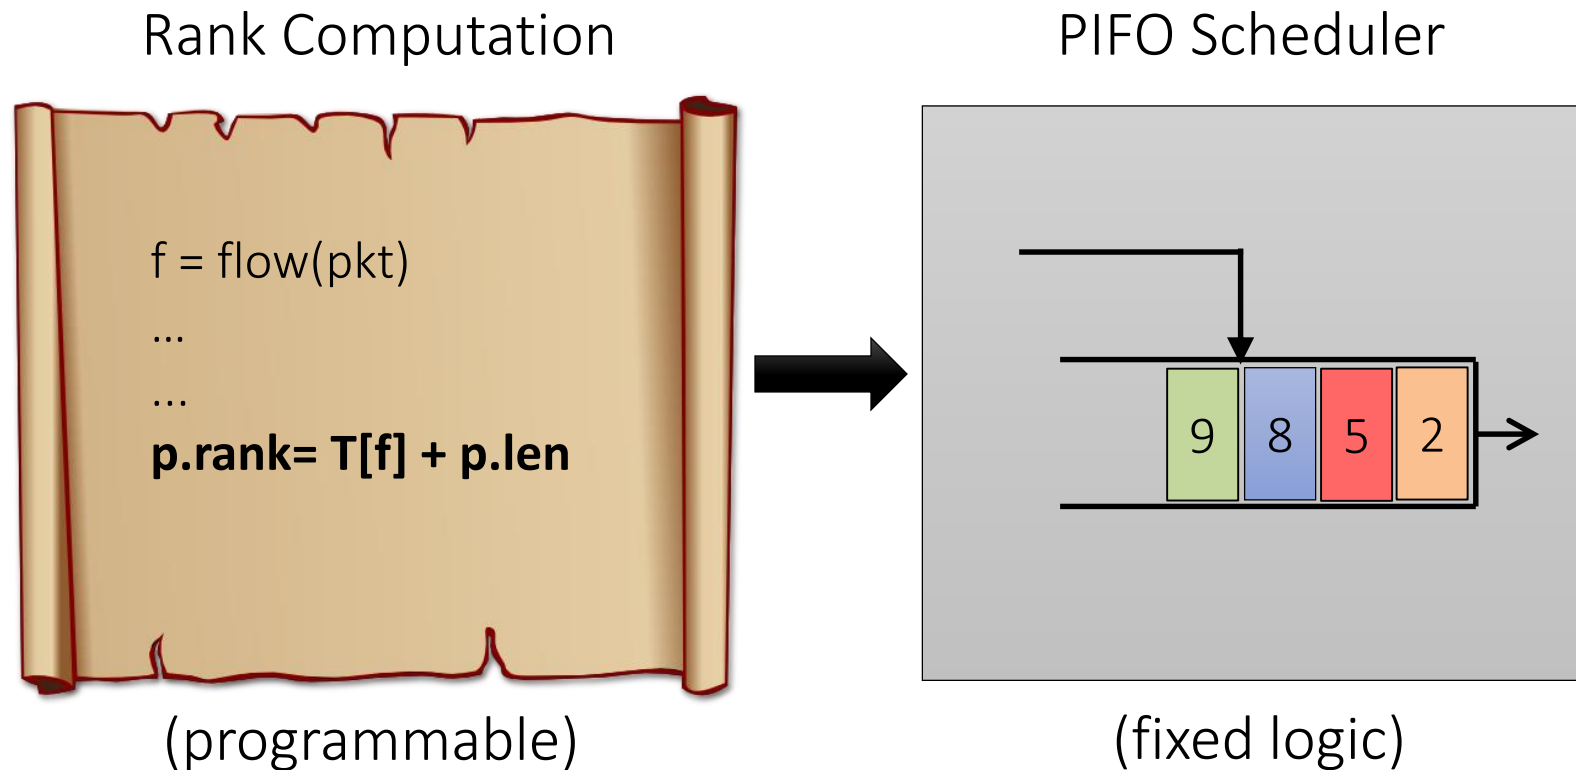 Rank Computation
f = flow(pkt)
...
...
p.rank= T[f] + p.len
(programmable)
PIFO Scheduler
9 8 5 2
(fixed logic)